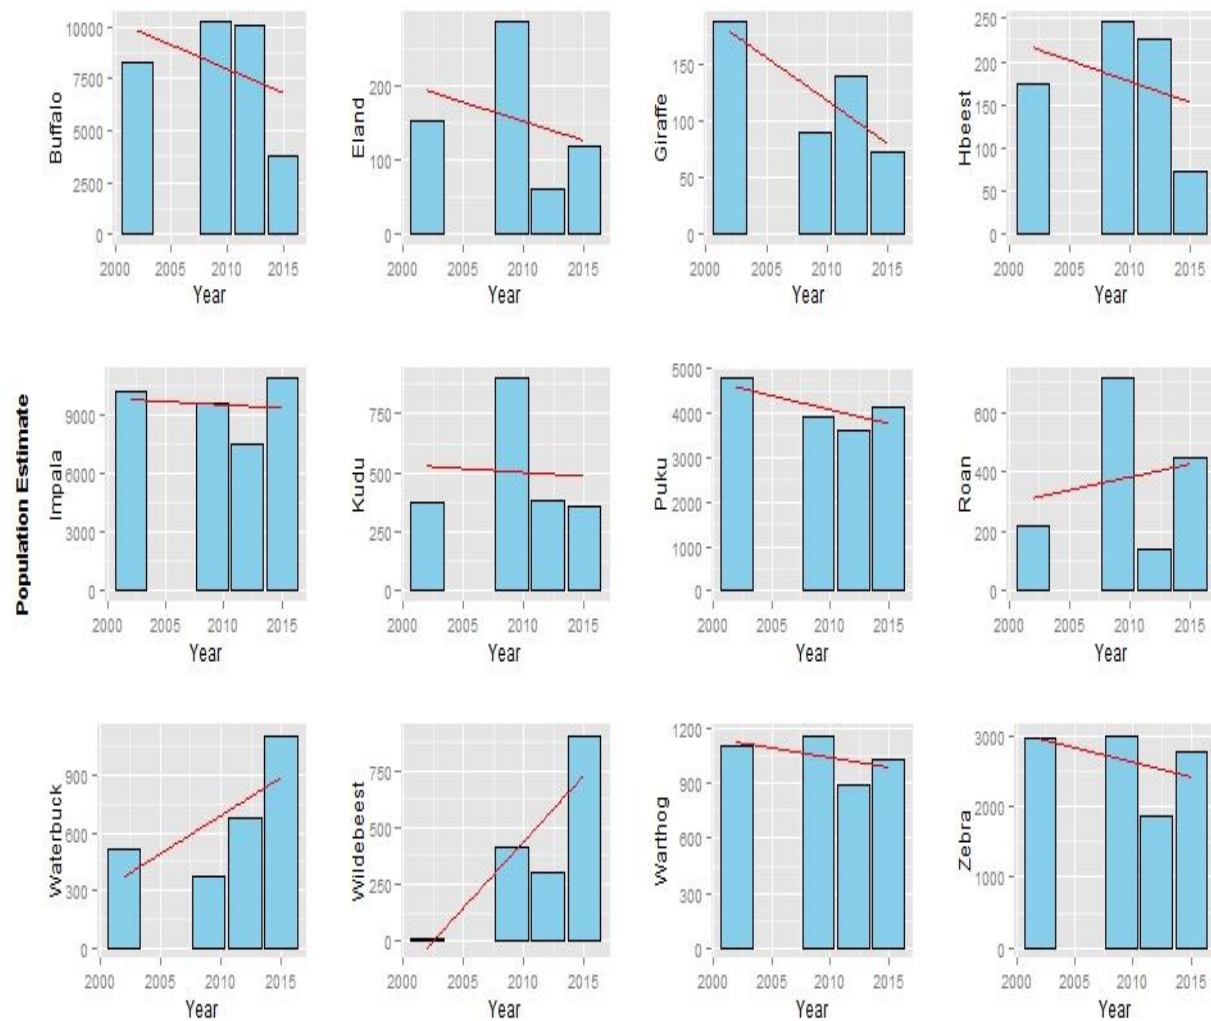 Population Estimate
Buffalo
10000
7500
5000
2500
0
2000 2005 2010 2015
Year
Eland
200
100
0
2000 2005 2010 2015
Year
Giraffe
150
100
50
0
2000 2005 2010 2015
Year
Hbeest
250
200
150
100
50
0
2000 2005 2010 2015
Year
Impala
9000
6000
3000
0
2000 2005 2010 2015
Year
Kudu
750
500
250
0
2000 2005 2010 2015
Year
Puku
5000
4000
3000
2000
1000
0
2000 2005 2010 2015
Year
Roan
600
400
200
0
2000 2005 2010 2015
Year
Waterbuck
900
600
300
0
2000 2005 2010 2015
Year
Wildebeest
750
500
250
0
2000 2005 2010 2015
Year
Warthog
1200
900
600
300
0
2000 2005 2010 2015
Year
Zebra
3000
2000
1000
0
2000 2005 2010 2015
Year